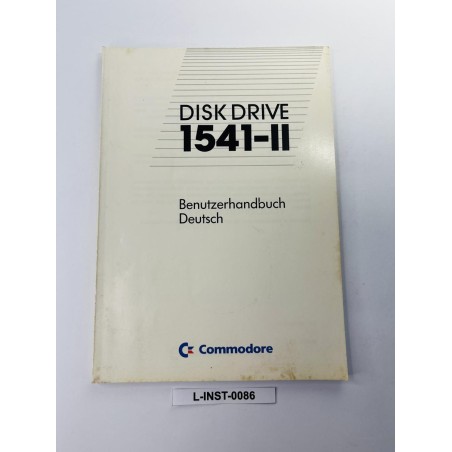 DISK DRIVE
1541-II
Benutzerhandbuch
Deutsch
Commodore
L-INST-0086